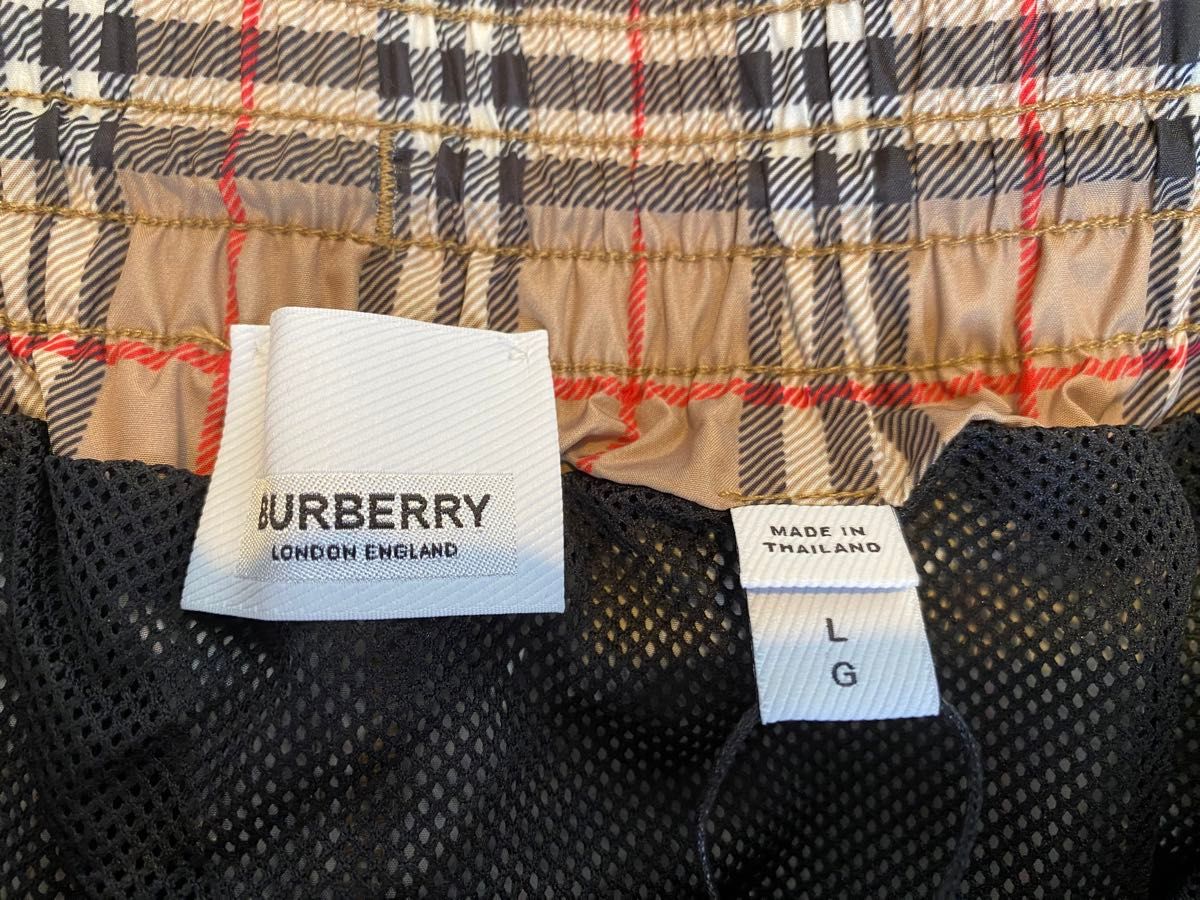 BURBERRY
LONDON ENGLAND
MADE IN
THAILAND
L
G